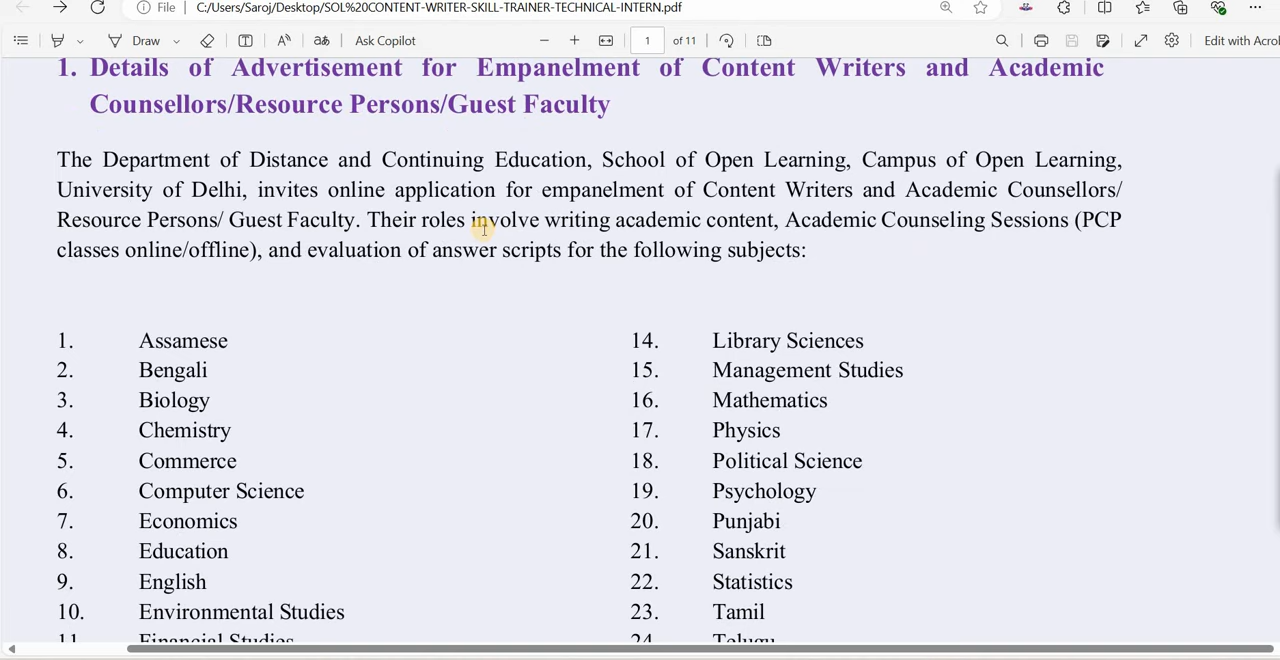 File
C:/Users/Saroj/Desktop/SOL%20CONTENT-WRITER-SKILL-TRAINER-TECHNICAL-INTERN.pdf
Draw
Ask Copilot
1
of 11
Edit with Acrol
1. Details of Advertisement for Empanelment of Content Writers and Academic
Counsellors/Resource Persons/Guest Faculty
The Department of Distance and Continuing Education, School of Open Learning, Campus of Open Learning,
University of Delhi, invites online application for empanelment of Content Writers and Academic Counsellors/
Resource Persons/ Guest Faculty. Their roles involve writing academic content, Academic Counseling Sessions (PCP
classes online/offline), and evaluation of answer scripts for the following subjects:
1. Assamese
2. Bengali
3. Biology
4. Chemistry
5. Commerce
6. Computer Science
7. Economics
8. Education
9. English
10. Environmental Studies
11. Financial Studies
14. Library Sciences
15. Management Studies
16. Mathematics
17. Physics
18. Political Science
19. Psychology
20. Punjabi
21. Sanskrit
22. Statistics
23. Tamil
24. Telugu